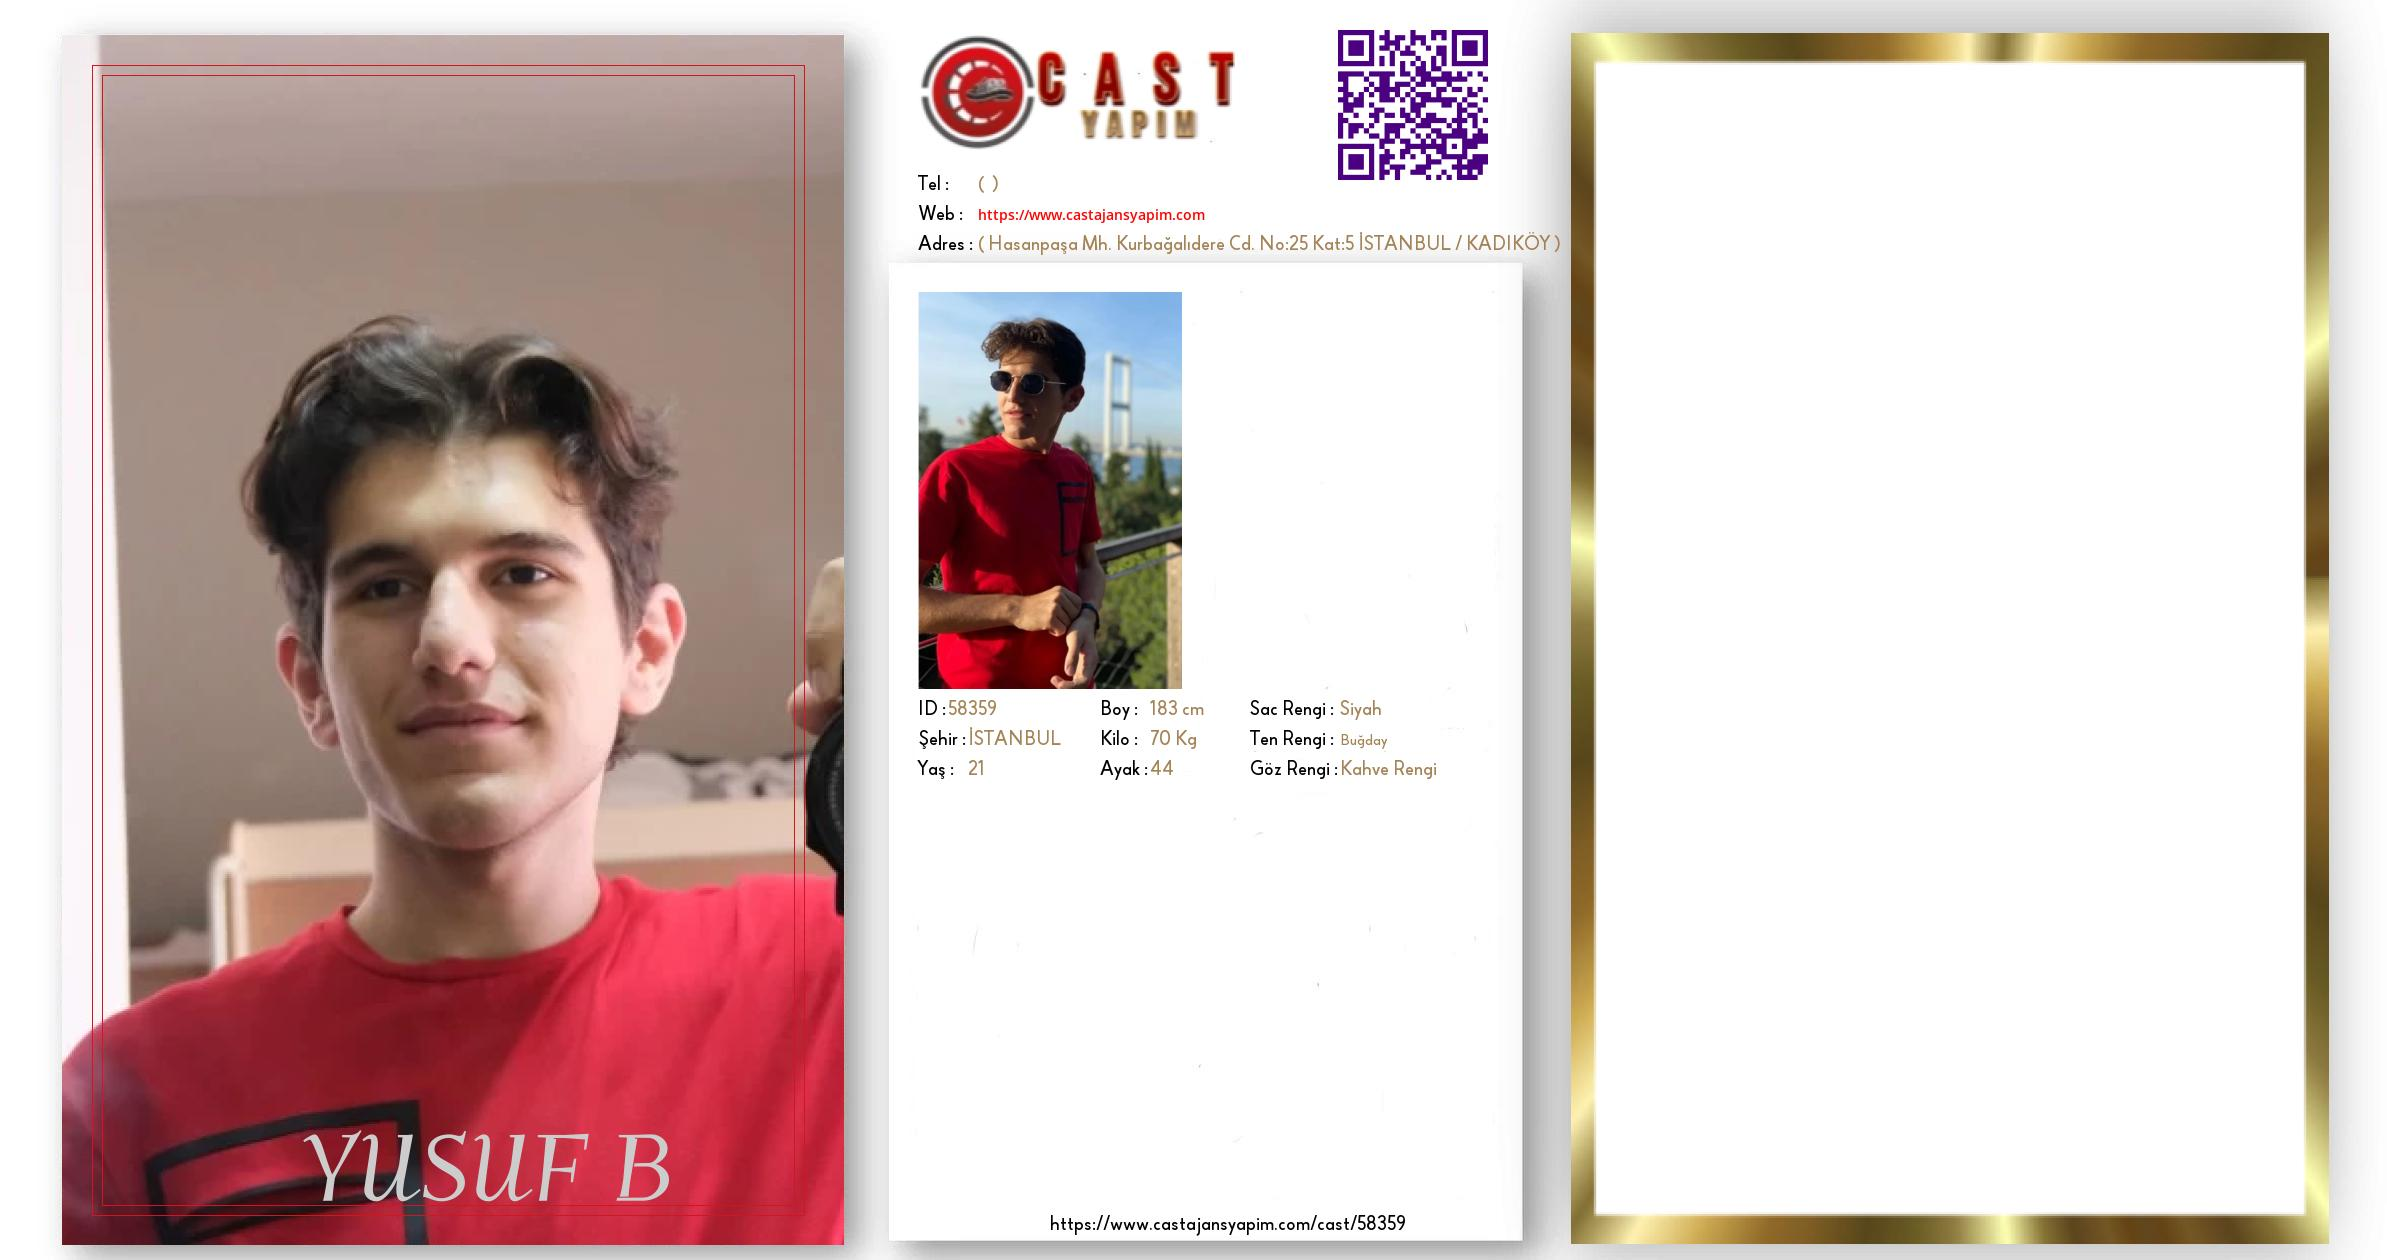 YUSUF B
CAST
YAPIM
Tel : ( )
Web : https://www.castajansyapim.com
Adres : ( Hasanpaşa Mh. Kurbağalıdere Cd. No:25 Kat:5 İSTANBUL / KADIKÖY )
ID : 58359 Boy : 183 cm Sac Rengi : Siyah
Şehir : İSTANBUL Kilo : 70 Kg Ten Rengi : Buğday
Yaş : 21 Ayak : 44 Göz Rengi : Kahve Rengi
https://www.castajansyapim.com/cast/58359